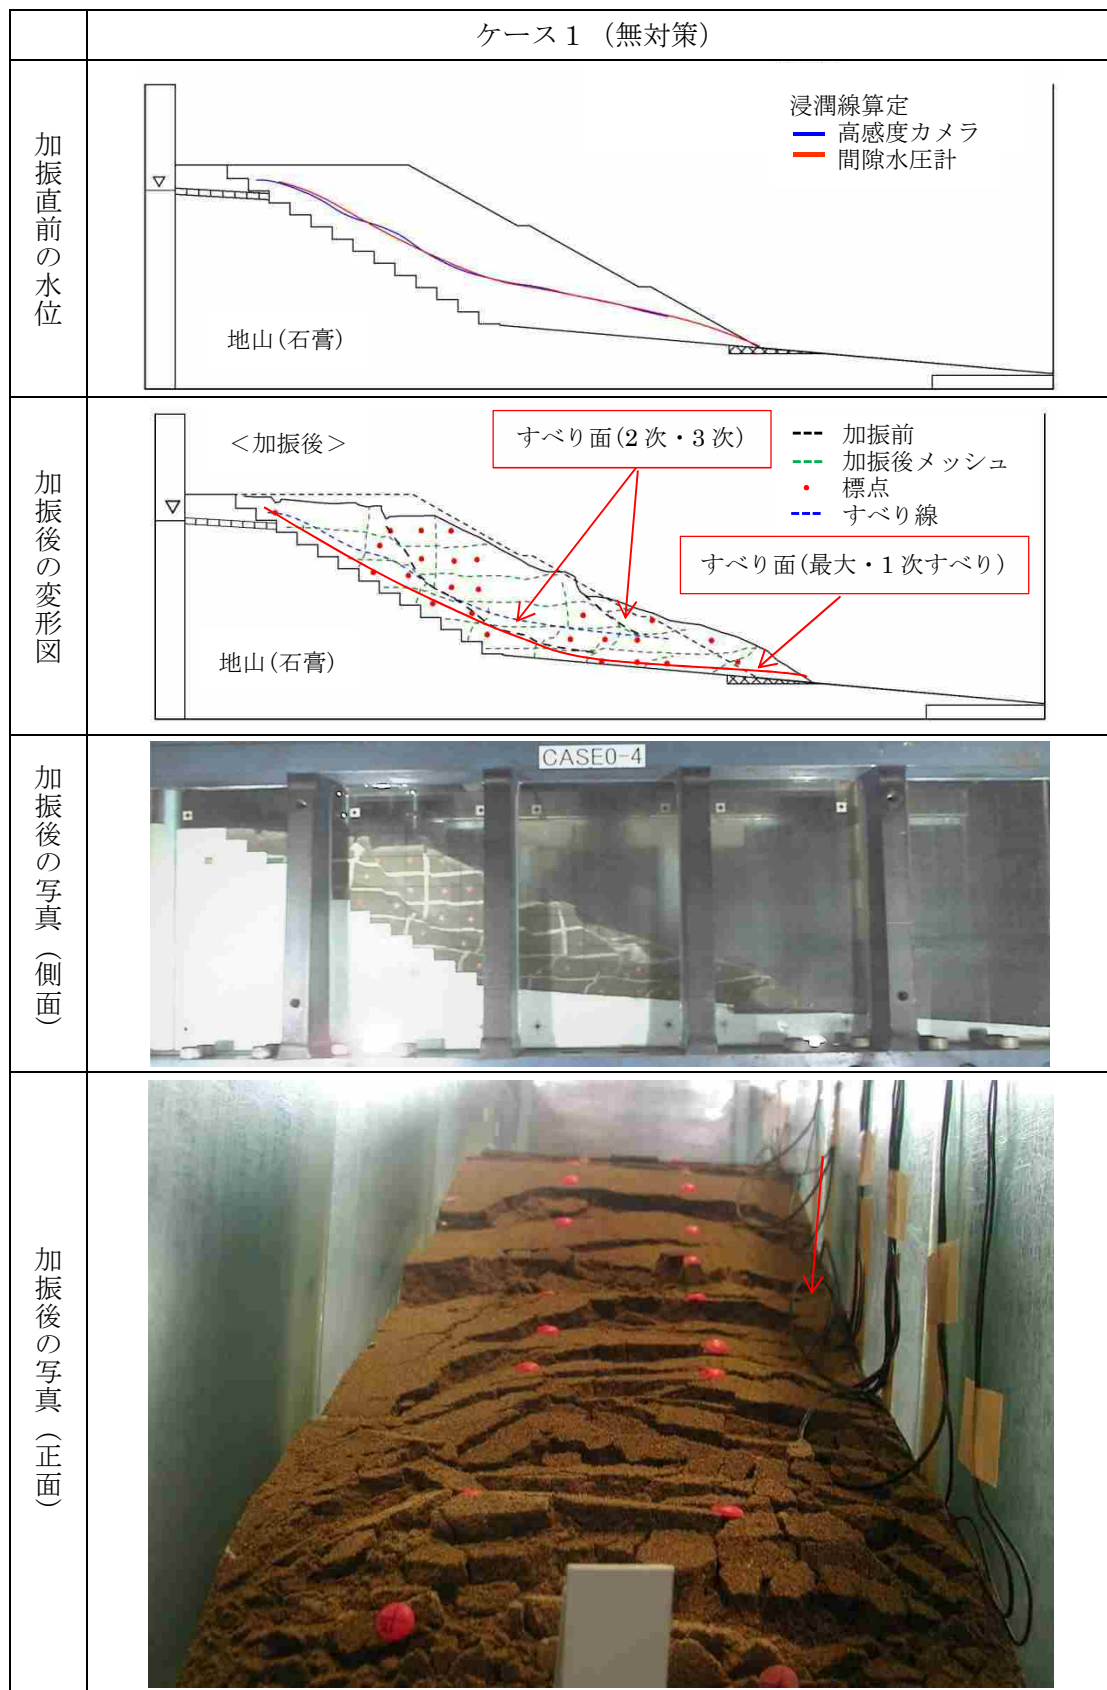 ケース１（無対策）
加振直前の水位
浸潤線算定
高感度カメラ
間隙水圧計
地山(石膏)
加振後の変形図
＜加振後＞
すべり面(2次・3次)
加振前
加振後メッシュ
標点
すべり線
すべり面(最大・1次すべり)
地山(石膏)
加振後の写真（側面）
CASE0-4
加振後の写真（正面）